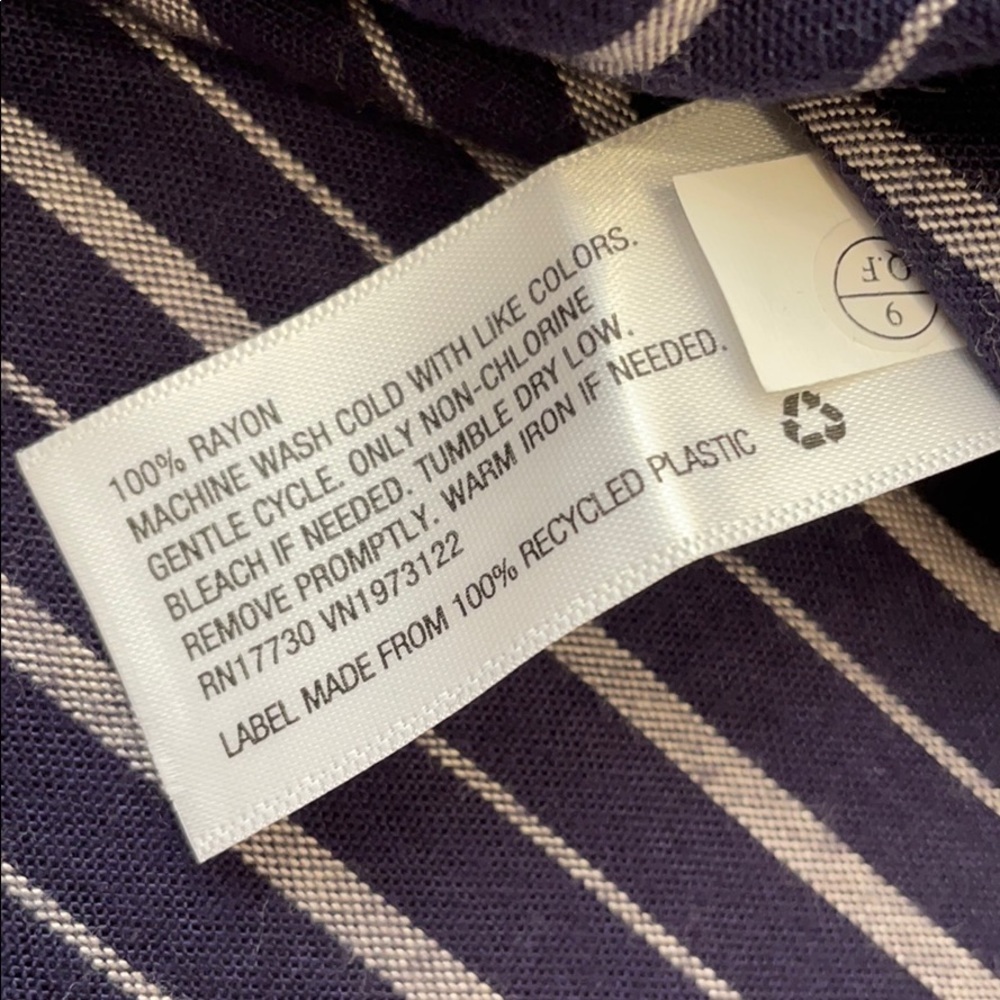 100% RAYON
MACHINE WASH COLD WITH LIKE COLORS.
GENTLE CYCLE. ONLY NON-CHLORINE
BLEACH IF NEEDED. TUMBLE DRY LOW.
REMOVE PROMPTLY. WARM IRON IF NEEDED.
RN17730 VN1973122
LABEL MADE FROM 100% RECYCLED PLASTIC
Q.F
9